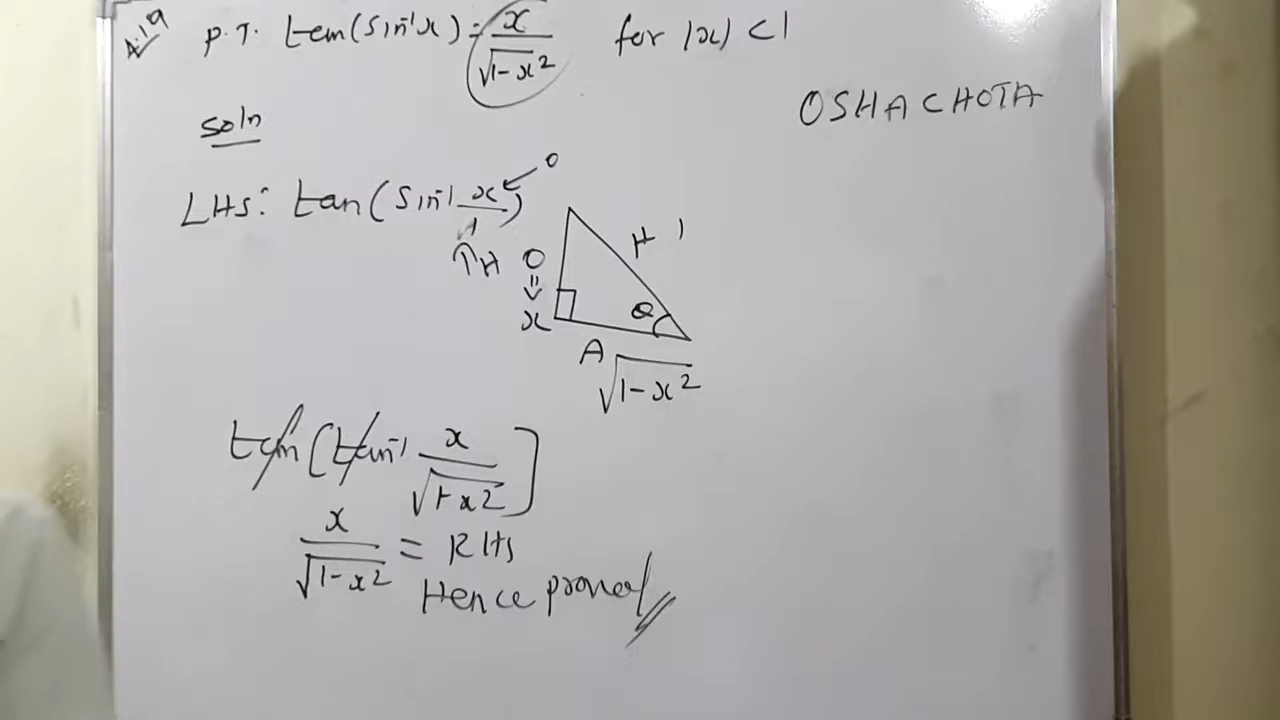 4.19 P.T. tan(sin⁻¹x) = x/√1-x² for |x| < 1
OSHACHOTA
soln
LHS: tan(sin⁻¹ x/1) O
H
O
H 1
x
θ
A
√1-x²
tan[tan⁻¹ x/√1-x2]
x/√1-x2 = RHS
Hence proved